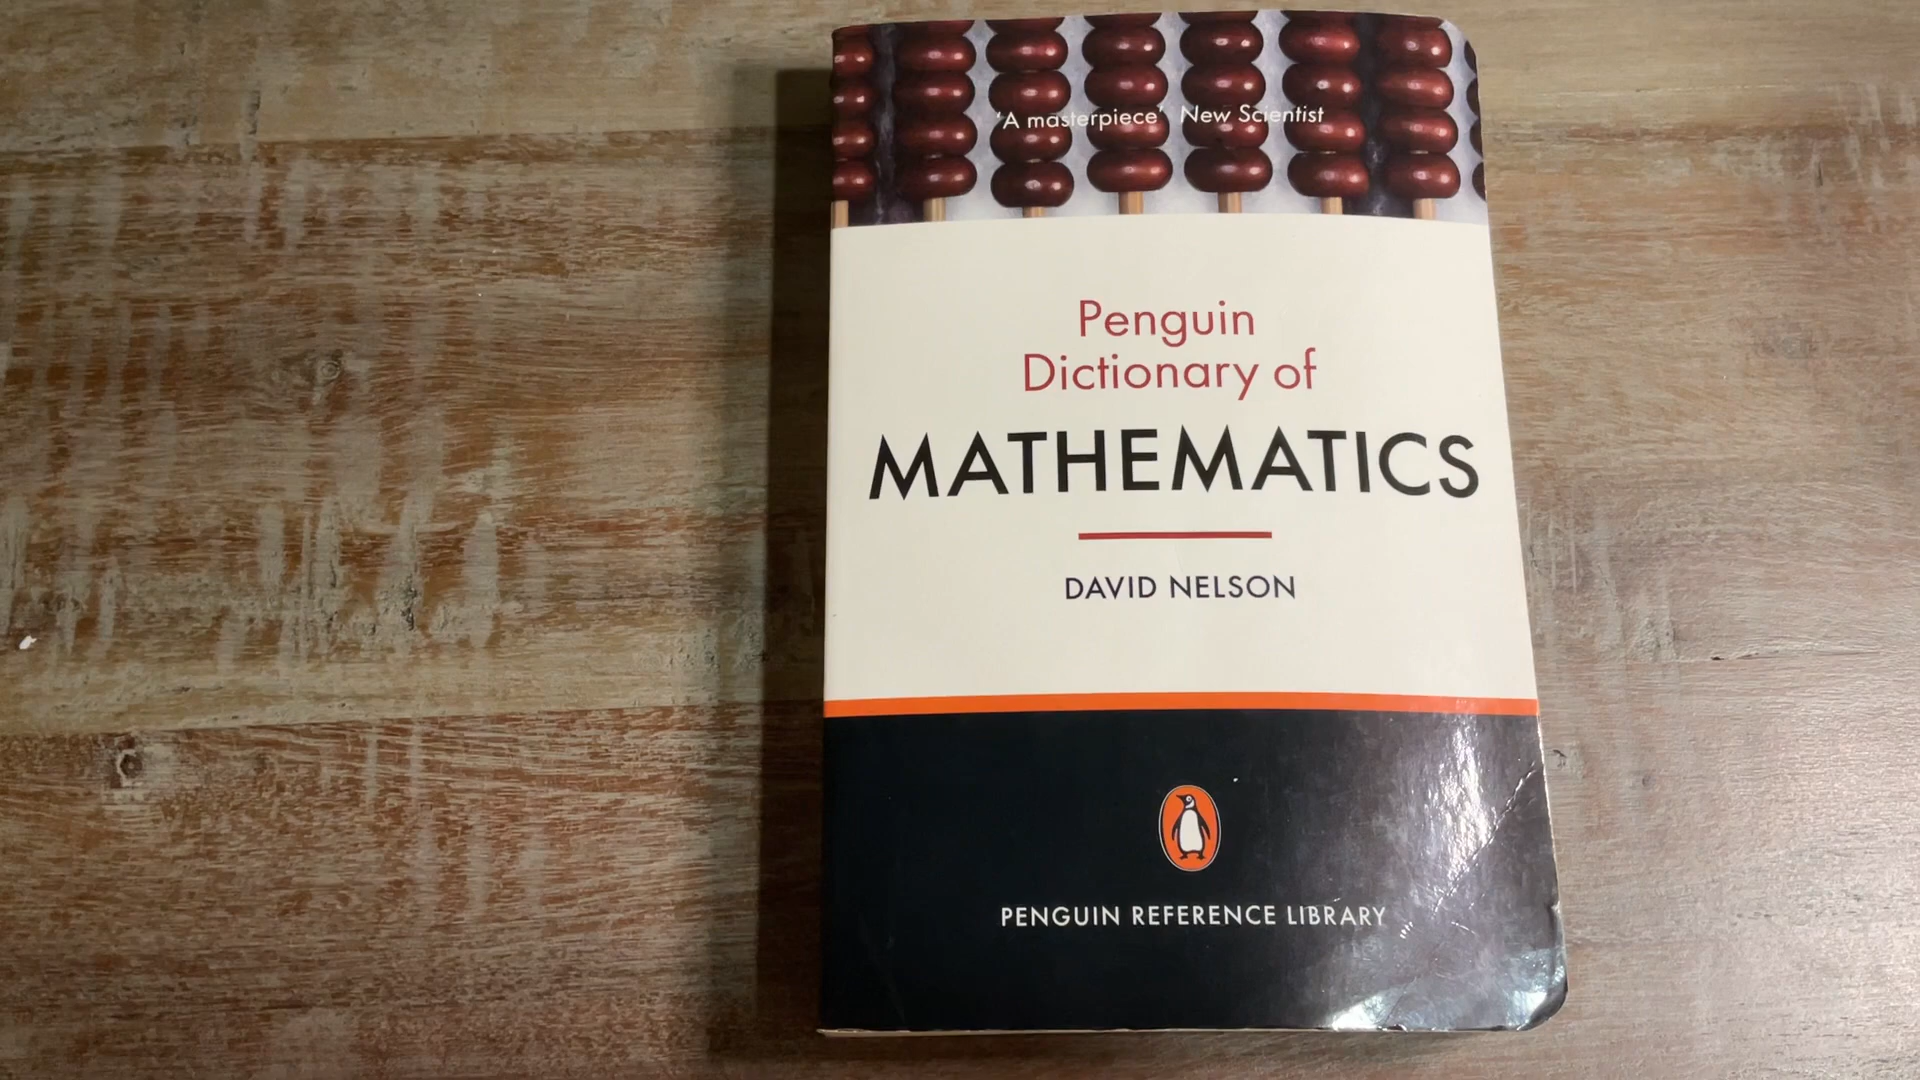 'A masterpiece' New Scientist
Penguin
Dictionary of
MATHEMATICS
DAVID NELSON
PENGUIN REFERENCE LIBRARY